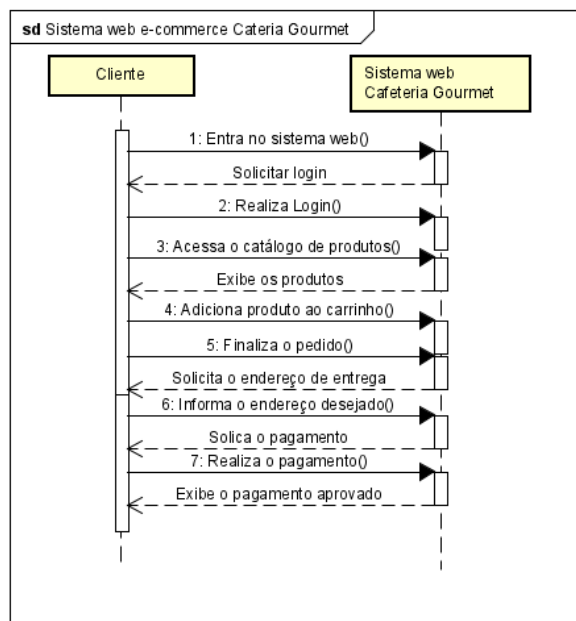 sd Sistema web e-commerce Cateria Gourmet
Cliente
Sistema web
Cafeteria Gourmet
1: Entra no sistema web()
Solicitar login
2: Realiza Login()
3: Acessa o catálogo de produtos()
Exibe os produtos
4: Adiciona produto ao carrinho()
5: Finaliza o pedido()
Solicita o endereço de entrega
6: Informa o endereço desejado()
Solica o pagamento
7: Realiza o pagamento()
Exibe o pagamento aprovado